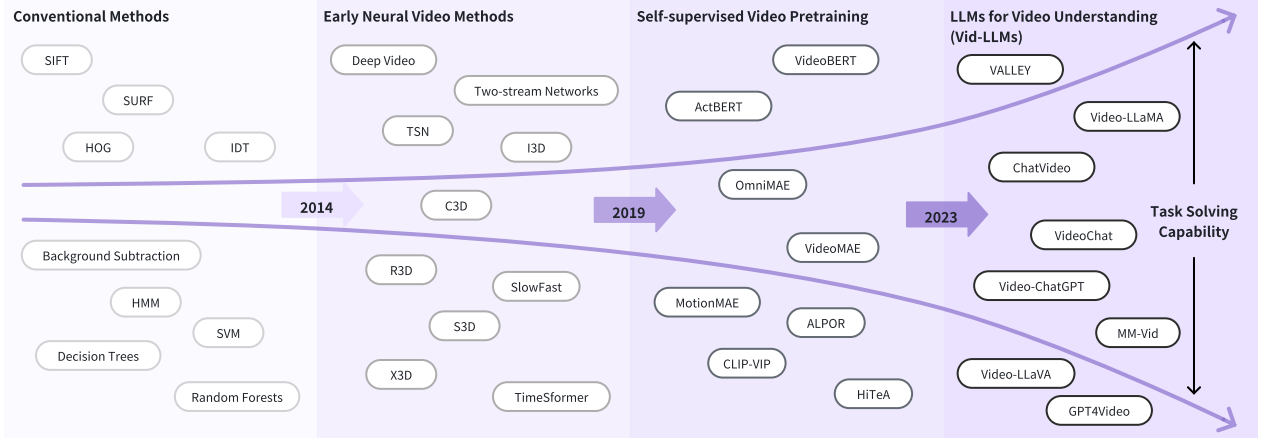 Conventional Methods
SIFT
SURF
HOG
IDT
Background Subtraction
HMM
SVM
Decision Trees
Random Forests
2014
Early Neural Video Methods
Deep Video
Two-stream Networks
TSN
I3D
C3D
R3D
SlowFast
S3D
X3D
TimeSformer
2019
Self-supervised Video Pretraining
VideoBERT
ActBERT
OmniMAE
VideoMAE
MotionMAE
ALPOR
CLIP-VIP
HiTeA
2023
LLMs for Video Understanding
(Vid-LLMs)
VALLEY
Video-LLaMA
ChatVideo
VideoChat
Video-ChatGPT
MM-Vid
Video-LLaVA
GPT4Video
Task Solving
Capability